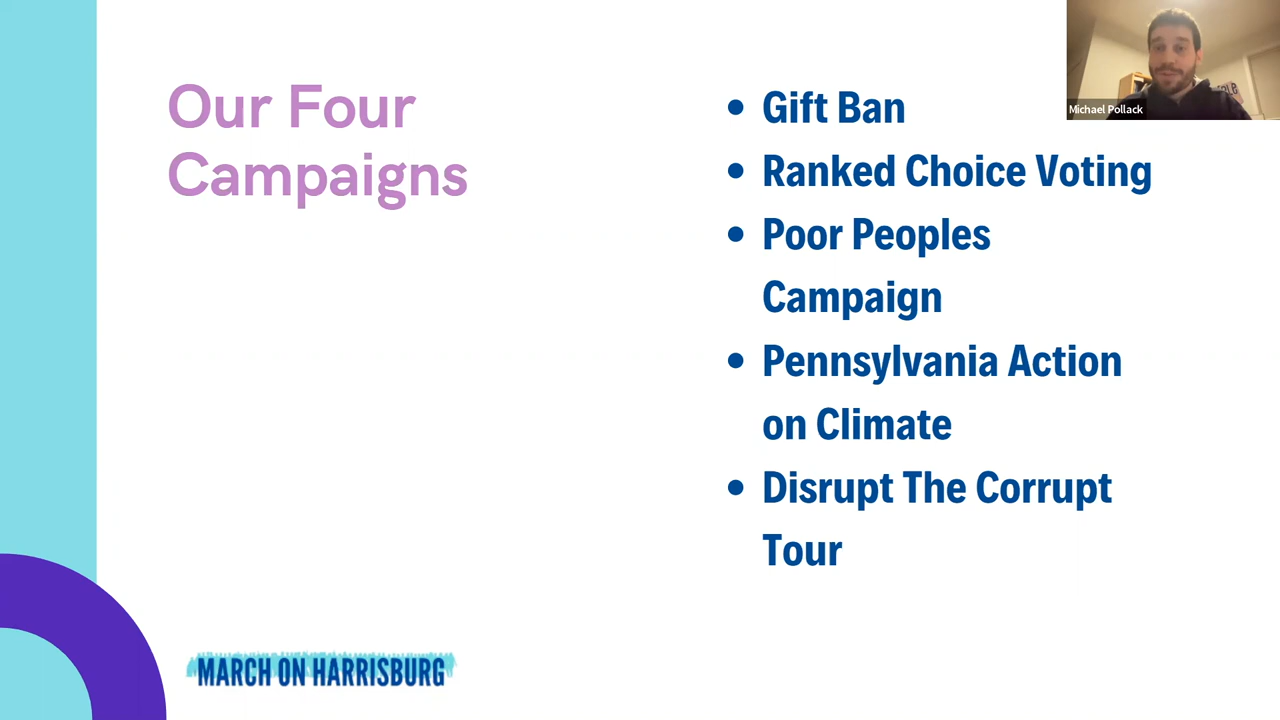 Our Four
Campaigns
• Gift Ban
• Ranked Choice Voting
• Poor Peoples
Campaign
• Pennsylvania Action
on Climate
• Disrupt The Corrupt
Tour
Michael Pollack
MARCH ON HARRISBURG